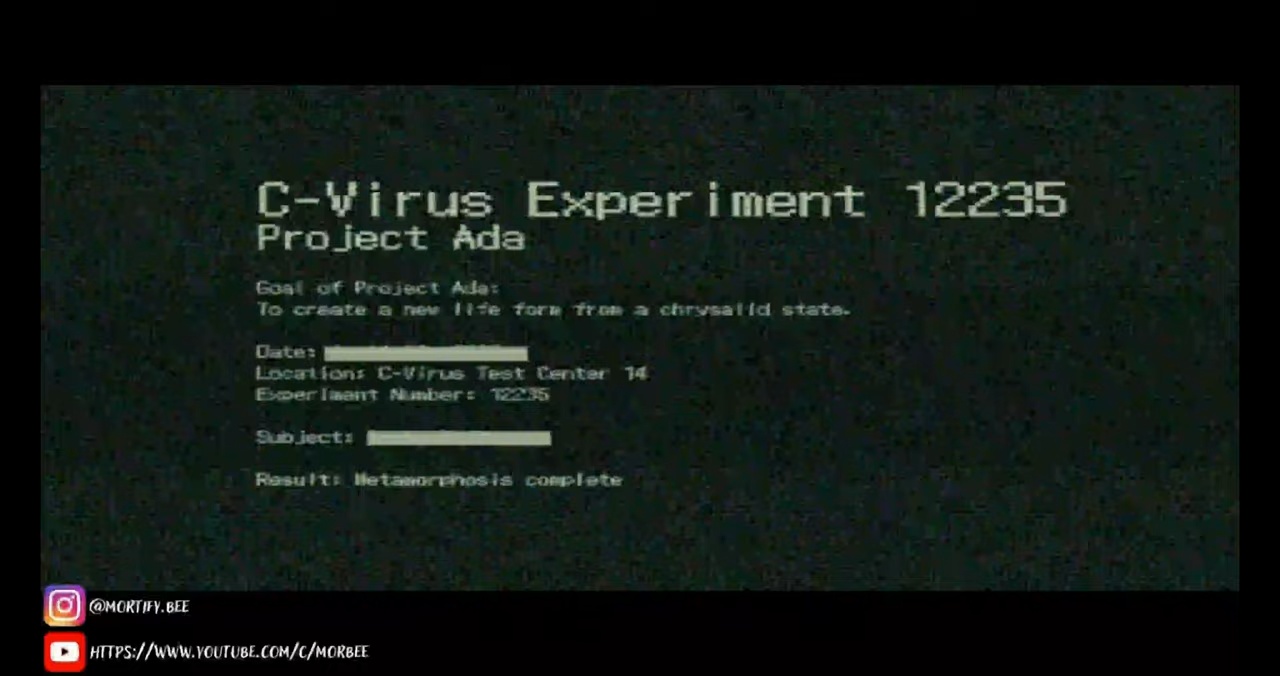 C-Virus Experiment 12235
Project Ada
Goal of Project Ada:
To create a new life form from a chrysalid state.
Date:
Location: C-Virus Test Center 14
Experiment Number: 12235
Subject:
Result: Metamorphosis complete
@MORTIFY.BEE
HTTPS://WWW.YOUTUBE.COM/C/MORBEE